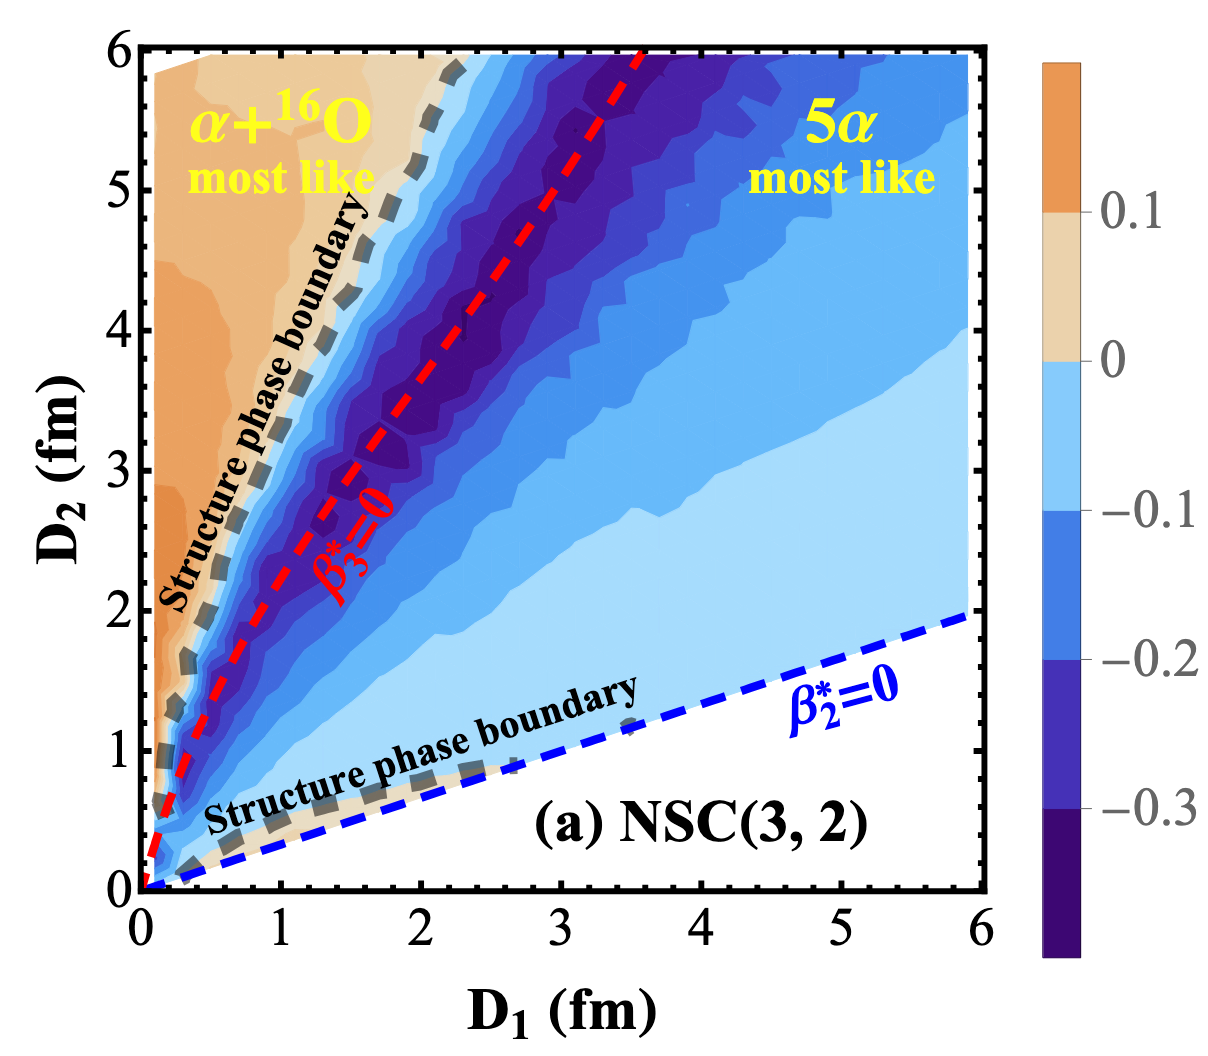 6
5
4
3
2
1
0
D₂ (fm)
α+¹⁶O
most like
5α
most like
Structure phase boundary
β₃*=0
Structure phase boundary
β₂*=0
(a) NSC(3, 2)
0 1 2 3 4 5 6
D₁ (fm)
0.1
0
−0.1
−0.2
−0.3